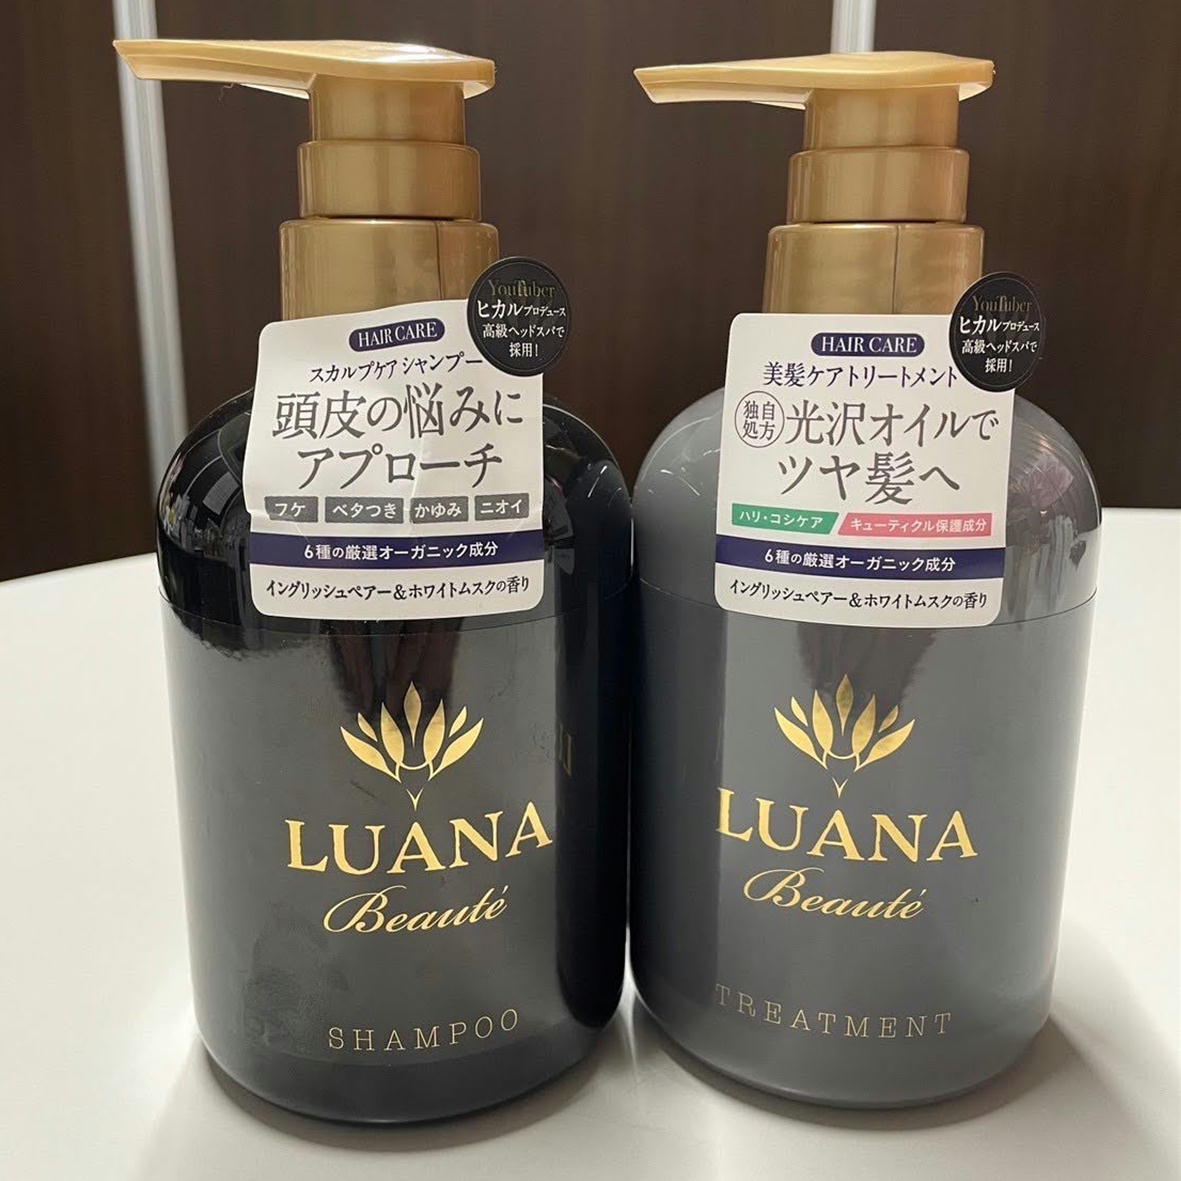 YouTuber
ヒカルプロデュース
高級ヘッドスパで
採用!
HAIR CARE
スカルプケアシャンプー
頭皮の悩みに
アプローチ
フケ ベタつき かゆみ ニオイ
6種の厳選オーガニック成分
イングリッシュペアー&ホワイトムスクの香り
LUANA
Beauté
SHAMPOO
YouTuber
ヒカルプロデュース
高級ヘッドスパで
採用!
HAIR CARE
美髪ケアトリートメント
独自処方 光沢オイルで
ツヤ髪へ
ハリ・コシケア キューティクル保護成分
6種の厳選オーガニック成分
イングリッシュペアー&ホワイトムスクの香り
LUANA
Beauté
TREATMENT